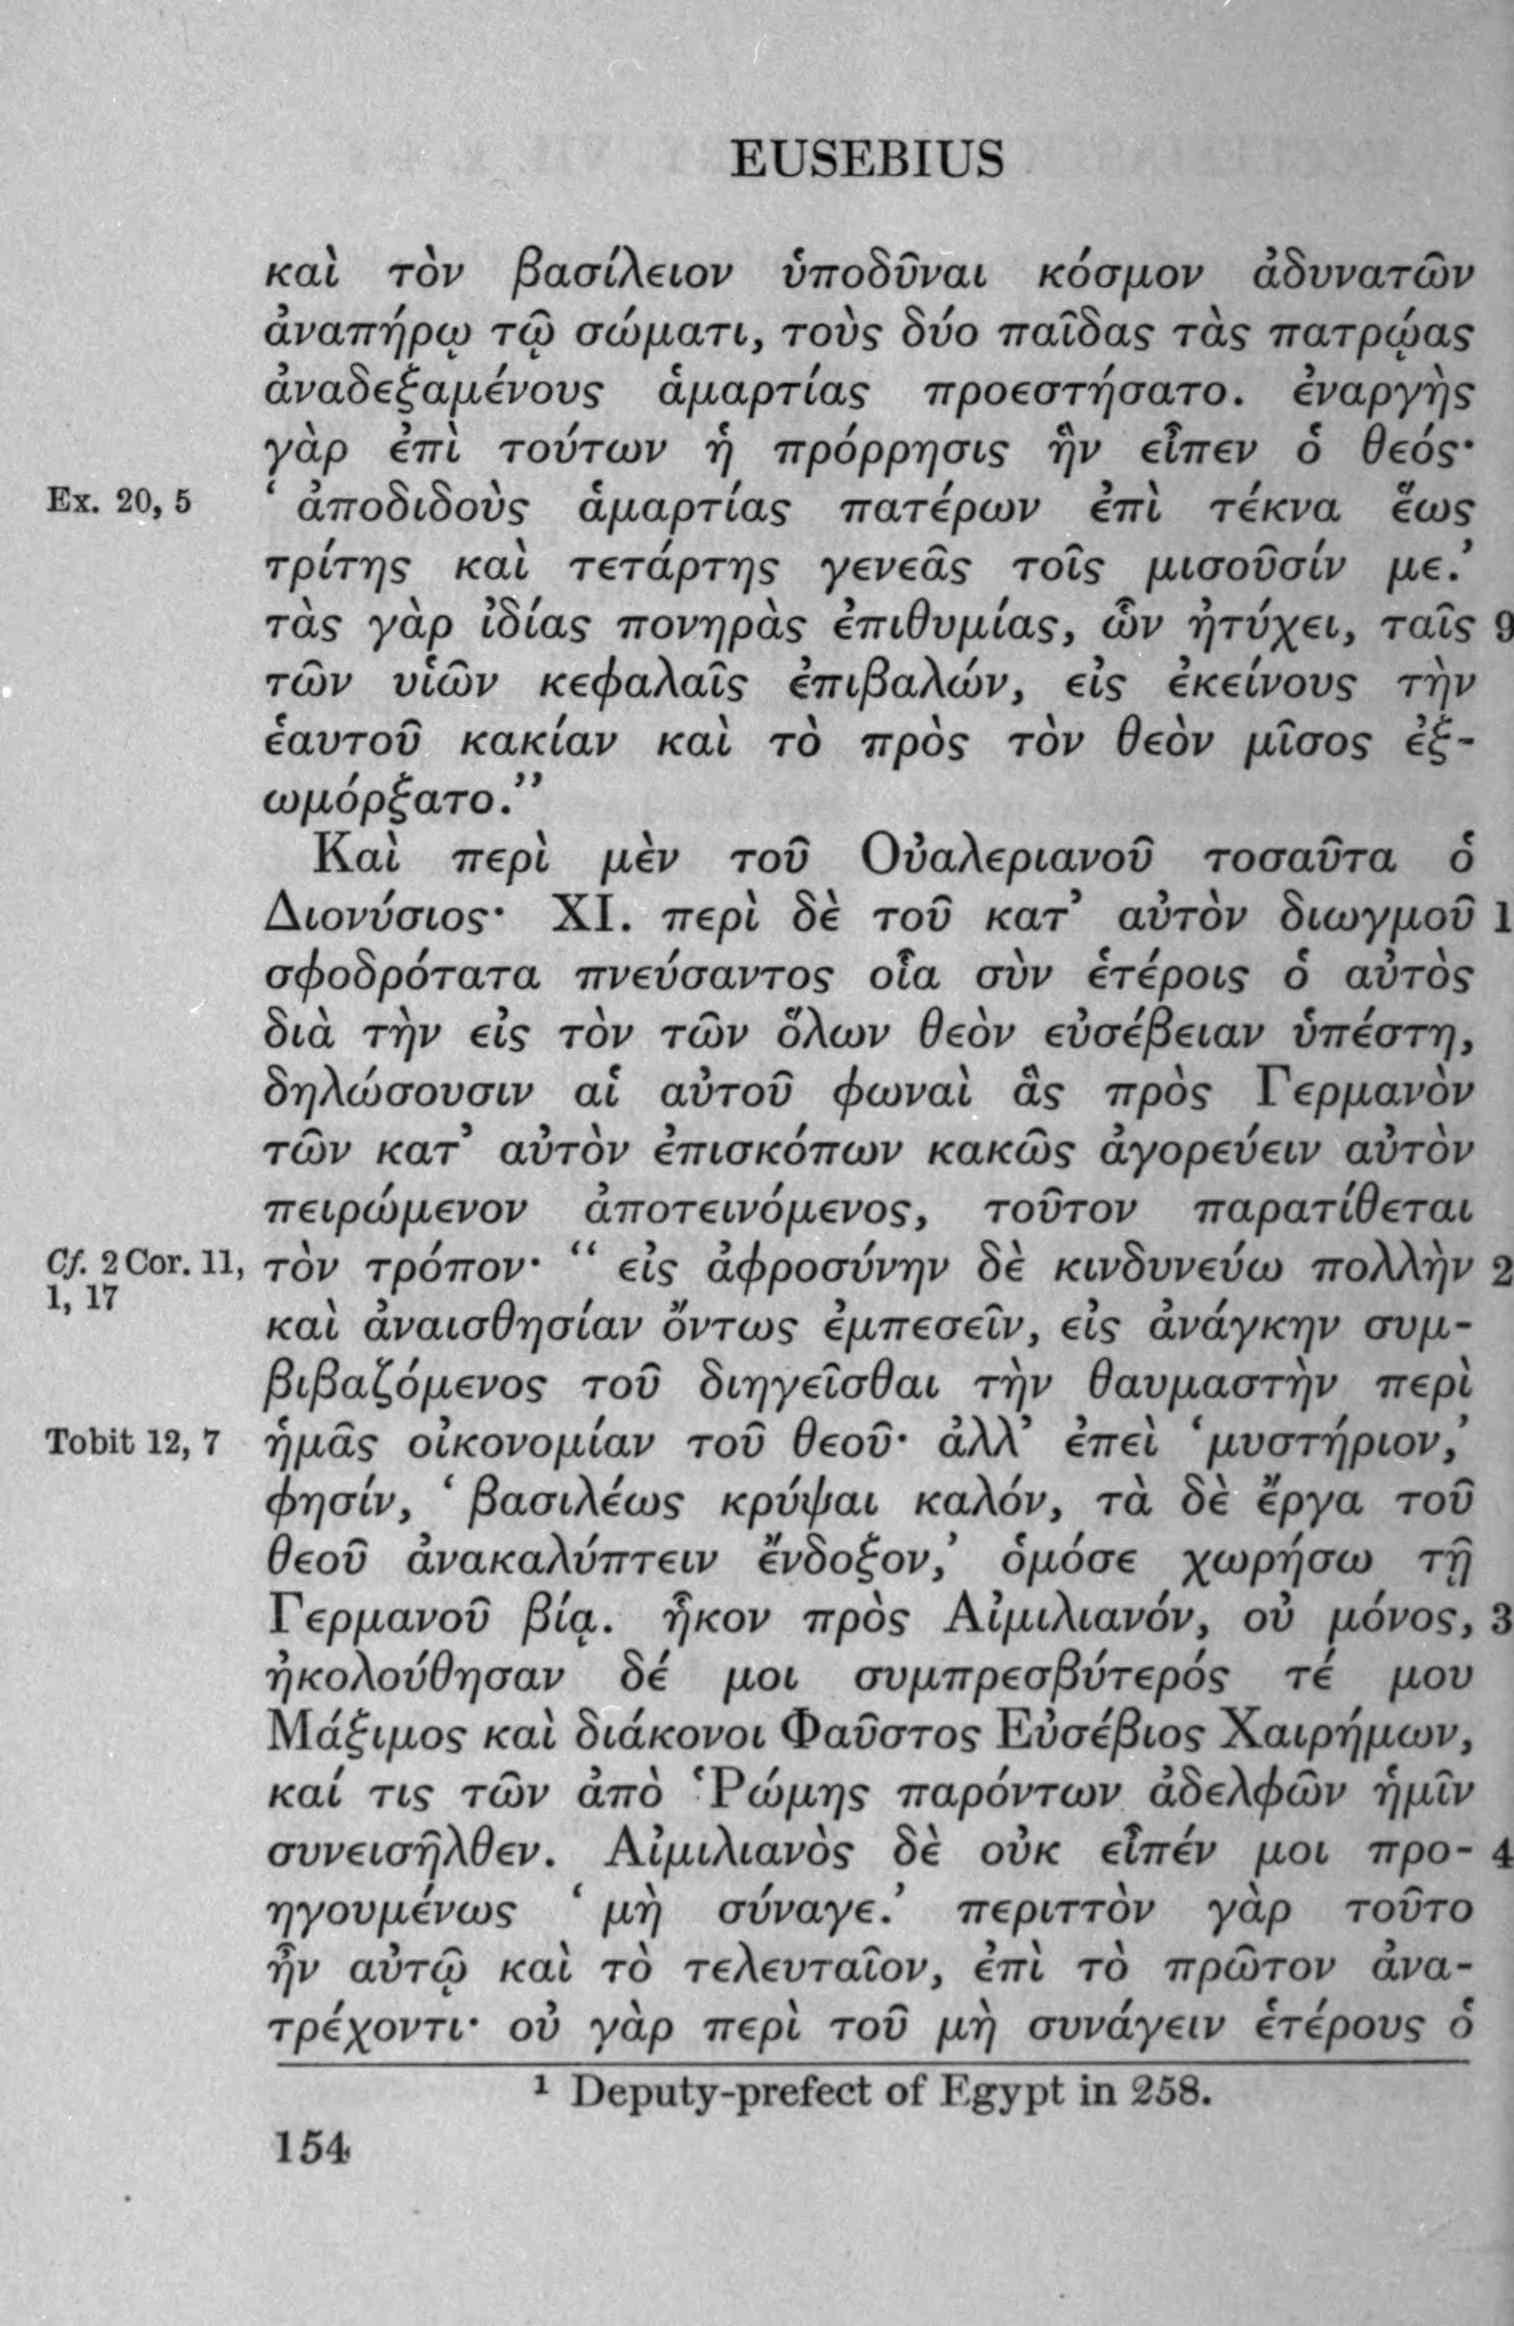 EUSEBIUS
καὶ τὸν βασίλειον ὑποδῦναι κόσμον ἀδυνατῶν
ἀναπήρῳ τῷ σώματι, τοὺς δύο παῖδας τὰς πατρῴας
ἀναδεξαμένους ἁμαρτίας προεστήσατο. ἐναργὴς
γὰρ ἐπὶ τούτων ἡ πρόρρησις ἣν εἶπεν ὁ θεός·
Ex. 20, 5 ‘ ἀποδιδοὺς ἁμαρτίας πατέρων ἐπὶ τέκνα ἕως
τρίτης καὶ τετάρτης γενεᾶς τοῖς μισοῦσίν με.’
τὰς γὰρ ἰδίας πονηρὰς ἐπιθυμίας, ὧν ἠτύχει, ταῖς 9
τῶν υἱῶν κεφαλαῖς ἐπιβαλών, εἰς ἐκείνους τὴν
ἑαυτοῦ κακίαν καὶ τὸ πρὸς τὸν θεὸν μῖσος ἐξ-
ωμόρξατο.”
Καὶ περὶ μὲν τοῦ Οὐαλεριανοῦ τοσαῦτα ὁ
Διονύσιος· XI. περὶ δὲ τοῦ κατ’ αὐτὸν διωγμοῦ 1
σφοδρότατα πνεύσαντος οἷα σὺν ἑτέροις ὁ αὐτὸς
διὰ τὴν εἰς τὸν τῶν ὅλων θεὸν εὐσέβειαν ὑπέστη,
δηλώσουσιν αἱ αὐτοῦ φωναὶ ἃς πρὸς Γερμανὸν
τῶν κατ’ αὐτὸν ἐπισκόπων κακῶς ἀγορεύειν αὐτὸν
πειρώμενον ἀποτεινόμενος, τοῦτον παρατίθεται
Cf. 2 Cor. 11, τὸν τρόπον· “ εἰς ἀφροσύνην δὲ κινδυνεύω πολλὴν 2
1, 17
καὶ ἀναισθησίαν ὄντως ἐμπεσεῖν, εἰς ἀνάγκην συμ-
βιβαζόμενος τοῦ διηγεῖσθαι τὴν θαυμαστὴν περὶ
Tobit 12, 7 ἡμᾶς οἰκονομίαν τοῦ θεοῦ· ἀλλ’ ἐπεὶ ‘μυστήριον,’
φησίν, ‘ βασιλέως κρύψαι καλόν, τὰ δὲ ἔργα τοῦ
θεοῦ ἀνακαλύπτειν ἔνδοξον,’ ὁμόσε χωρήσω τῇ
Γερμανοῦ βίᾳ. ἧκον πρὸς Αἰμιλιανόν, οὐ μόνος, 3
ἠκολούθησαν δέ μοι συμπρεσβύτερός τέ μου
Μάξιμος καὶ διάκονοι Φαῦστος Εὐσέβιος Χαιρήμων,
καί τις τῶν ἀπὸ Ῥώμης παρόντων ἀδελφῶν ἡμῖν
συνεισῆλθεν. Αἰμιλιανὸς δὲ οὐκ εἶπέν μοι προ- 4
ηγουμένως ‘ μὴ σύναγε.’ περιττὸν γὰρ τοῦτο
ἦν αὐτῷ καὶ τὸ τελευταῖον, ἐπὶ τὸ πρῶτον ἀνα-
τρέχοντι· οὐ γὰρ περὶ τοῦ μὴ συνάγειν ἑτέρους ὁ
¹ Deputy-prefect of Egypt in 258.
154